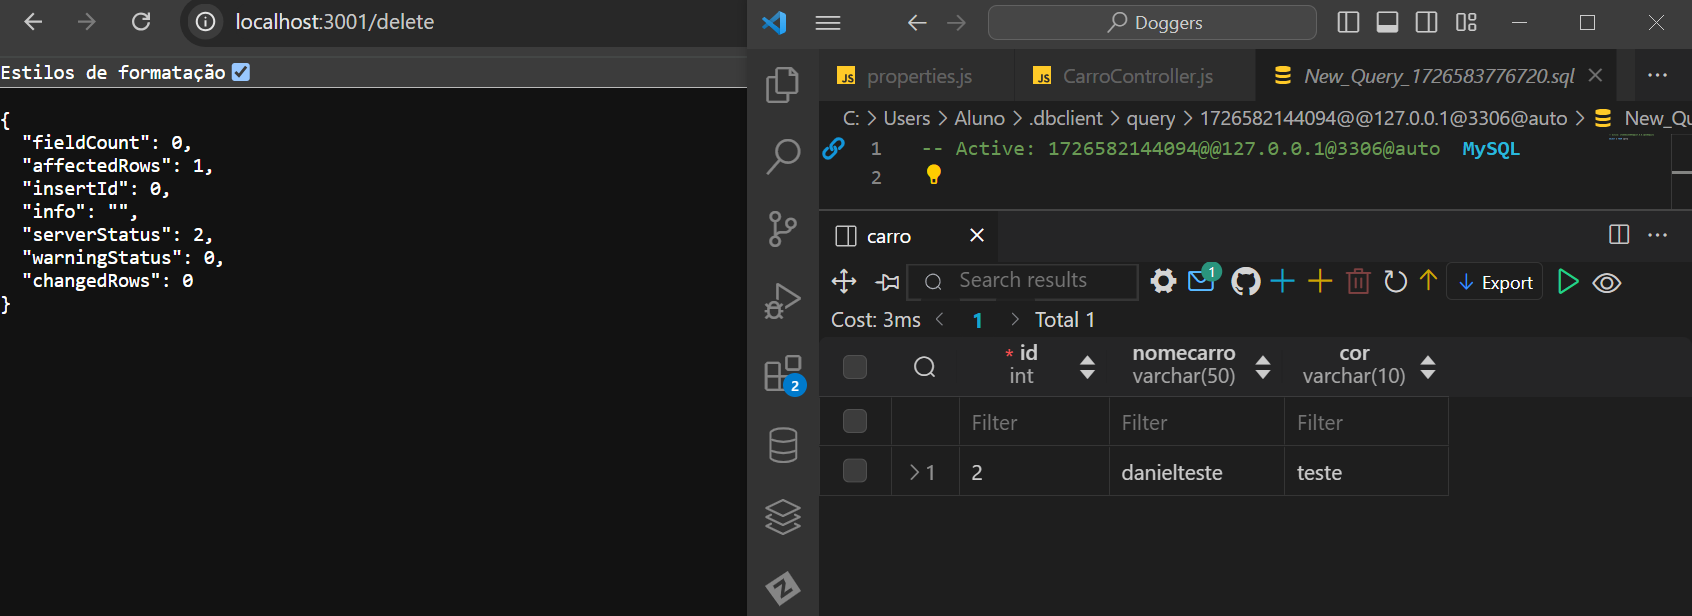 localhost:3001/delete
Estilos de formatação
{
"fieldCount": 0,
"affectedRows": 1,
"insertId": 0,
"info": "",
"serverStatus": 2,
"warningStatus": 0,
"changedRows": 0
}
Doggers
JS properties.js
JS CarroController.js
New_Query_1726583776720.sql
C: > Users > Aluno > .dbclient > query > 1726582144094@@127.0.0.1@3306@auto > New_Qu
1 -- Active: 1726582144094@@127.0.0.1@3306@auto MySQL
2
carro
Search results
1
Export
Cost: 3ms < 1 > Total 1
* id
int
nomecarro
varchar(50)
cor
varchar(10)
Filter Filter Filter
> 1 2 danielteste teste
2
Z